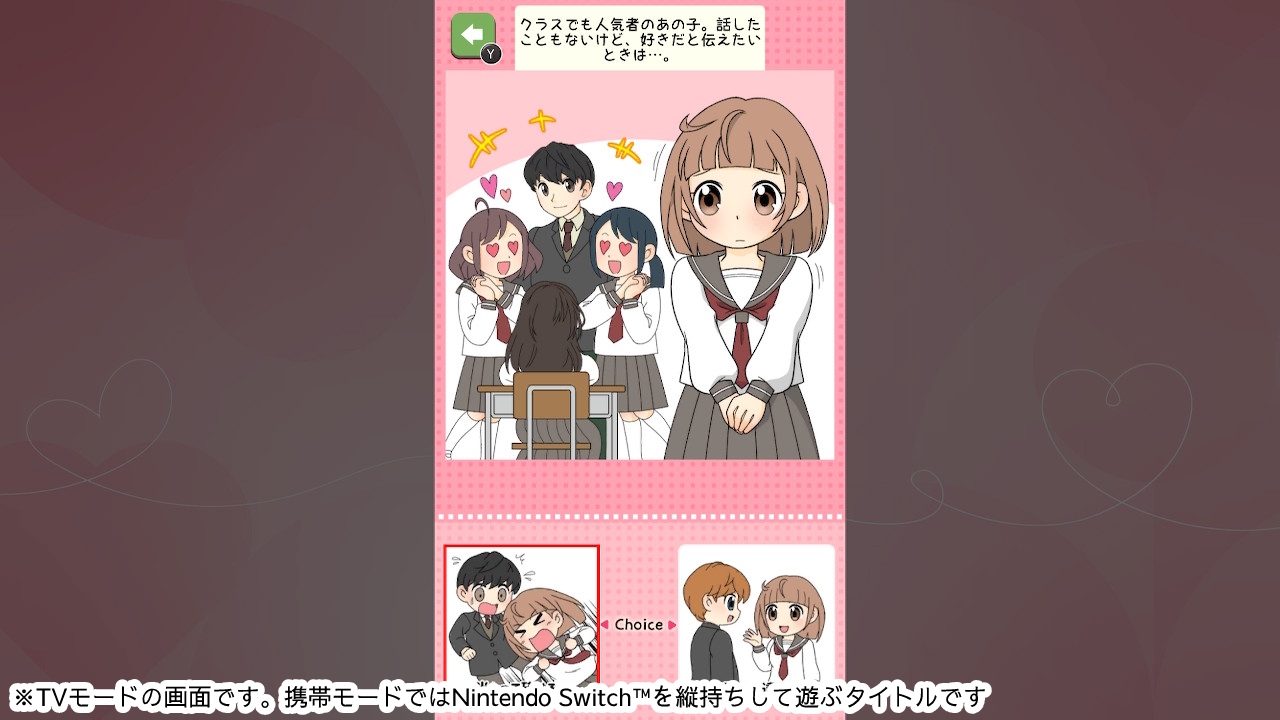 クラスでも人気者のあの子。話した
こともないけど、好きだと伝えたい
ときは…。
Y
Choice
※TVモードの画面です。携帯モードではNintendo Switch™を縦持ちして遊ぶタイトルです